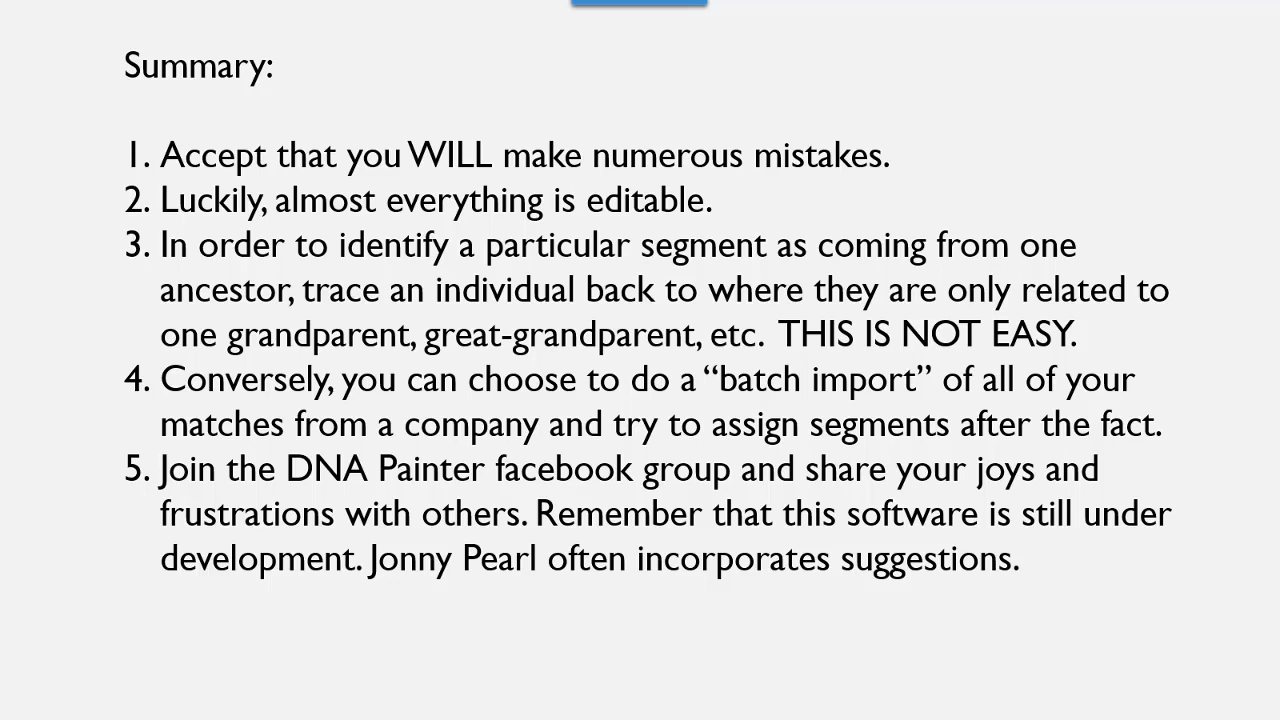 Summary:
1. Accept that you WILL make numerous mistakes.
2. Luckily, almost everything is editable.
3. In order to identify a particular segment as coming from one
ancestor, trace an individual back to where they are only related to
one grandparent, great-grandparent, etc.  THIS IS NOT EASY.
4. Conversely, you can choose to do a “batch import” of all of your
matches from a company and try to assign segments after the fact.
5. Join the DNA Painter facebook group and share your joys and
frustrations with others. Remember that this software is still under
development. Jonny Pearl often incorporates suggestions.